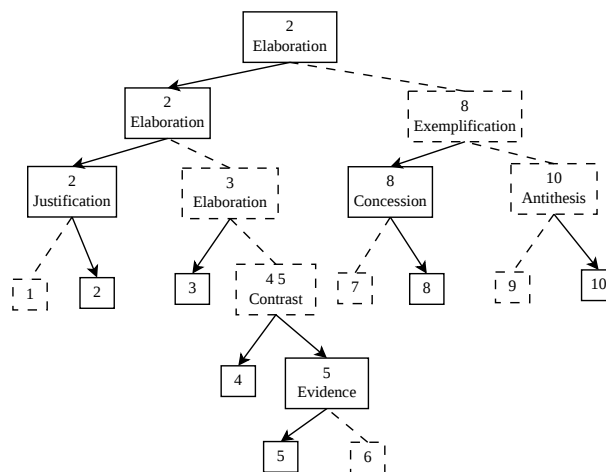 2
Elaboration
2
Elaboration
8
Exemplification
2
Justification
3
Elaboration
8
Concession
10
Antithesis
1
2
3
4 5
Contrast
7
8
9
10
4
5
Evidence
5
6